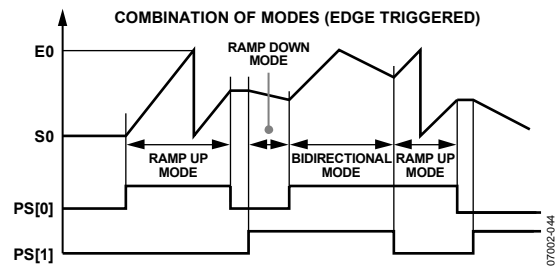 COMBINATION OF MODES (EDGE TRIGGERED)
E0
RAMP DOWN
MODE
S0
RAMP UP
MODE
BIDIRECTIONAL
MODE
RAMP UP
MODE
PS[0]
PS[1]
07002-044